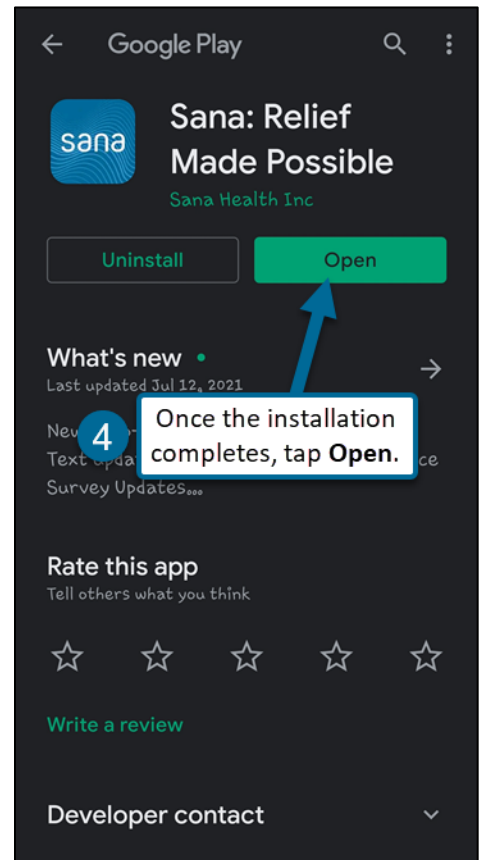 Google Play
sana
Sana: Relief
Made Possible
Sana Health Inc
Uninstall
Open
What's new
Last updated Jul 12, 2021
4
Once the installation
completes, tap Open.
Text
Survey Updates...
Rate this app
Tell others what you think
Write a review
Developer contact